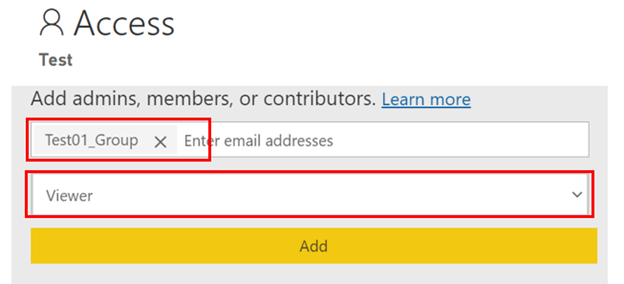 Access
Test
Add admins, members, or contributors. Learn more
Test01_Group × Enter email addresses
Viewer
Add